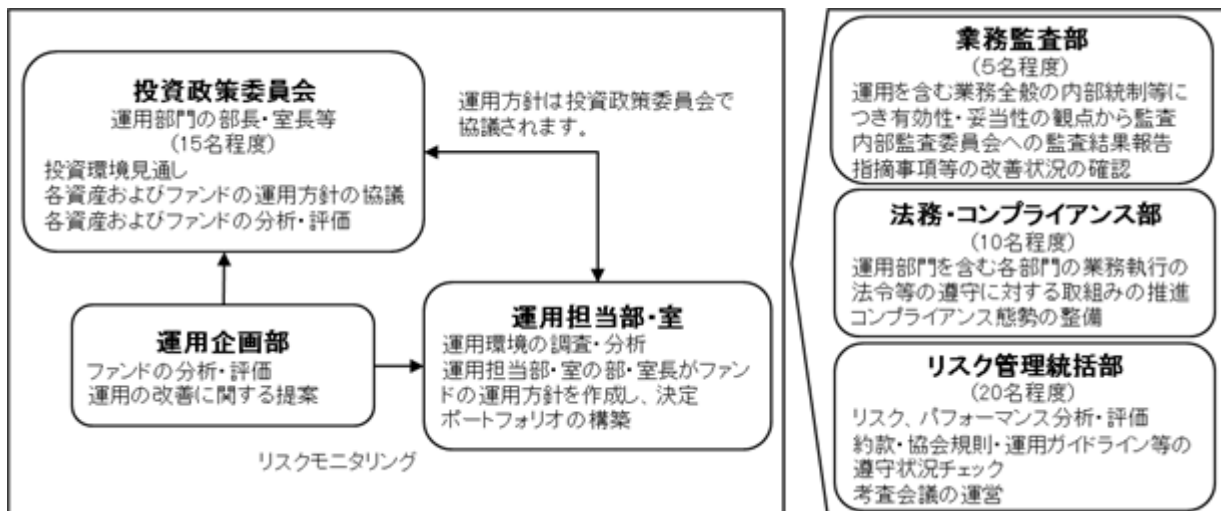 投資政策委員会
運用部門の部長・室長等
(15名程度)
投資環境見通し
各資産およびファンドの運用方針の協議
各資産およびファンドの分析・評価
運用方針は投資政策委員会で
協議されます。
運用企画部
ファンドの分析・評価
運用の改善に関する提案
運用担当部・室
運用環境の調査・分析
運用担当部・室の部・室長がファン
ドの運用方針を作成し、決定
ポートフォリオの構築
リスクモニタリング
業務監査部
(5名程度)
運用を含む業務全般の内部統制等に
つき有効性・妥当性の観点から監査
内部監査委員会への監査結果報告
指摘事項等の改善状況の確認
法務・コンプライアンス部
(10名程度)
運用部門を含む各部門の業務執行の
法令等の遵守に対する取組みの推進
コンプライアンス態勢の整備
リスク管理統括部
(20名程度)
リスク、パフォーマンス分析・評価
約款・協会規則・運用ガイドライン等の
遵守状況チェック
考査会議の運営